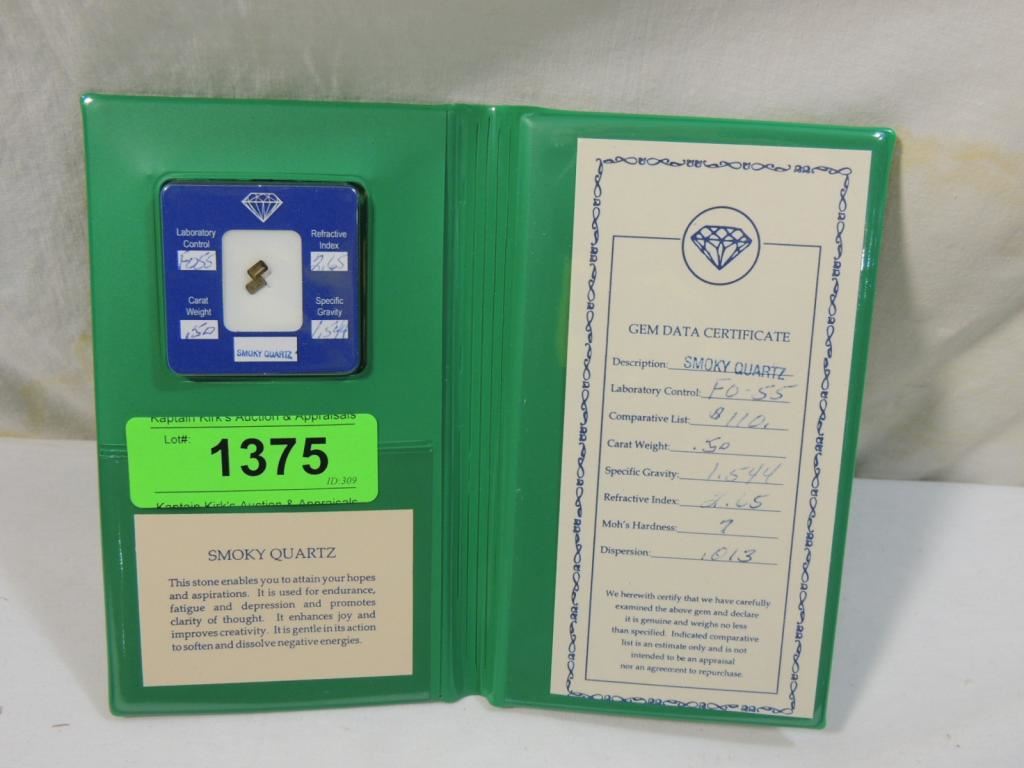 Laboratory
Control
FO55
Refractive
Index
2.65
Carat
Weight
.50
Specific
Gravity
1.544
SMOKY QUARTZ
Kaptain Kirk's Auction & Appraisals
Lot#:
1375
ID:309
Kaptain Kirk's Auction & Appraisals
SMOKY QUARTZ
This stone enables you to attain your hopes
and aspirations. It is used for endurance,
fatigue and depression and promotes
clarity of thought. It enhances joy and
improves creativity. It is gentle in its action
to soften and dissolve negative energies.
GEM DATA CERTIFICATE
Description: SMOKY QUARTZ
Laboratory Control: FO-55
Comparative List: $110.
Carat Weight: .50
Specific Gravity: 1.544
Refractive Index: 2.65
Moh's Hardness: 7
Dispersion: .013
We herewith certify that we have carefully
examined the above gem and declare
it is genuine and weighs no less
than specified. Indicated comparative
list is an estimate only and is not
intended to be an appraisal
nor an agreement to repurchase.